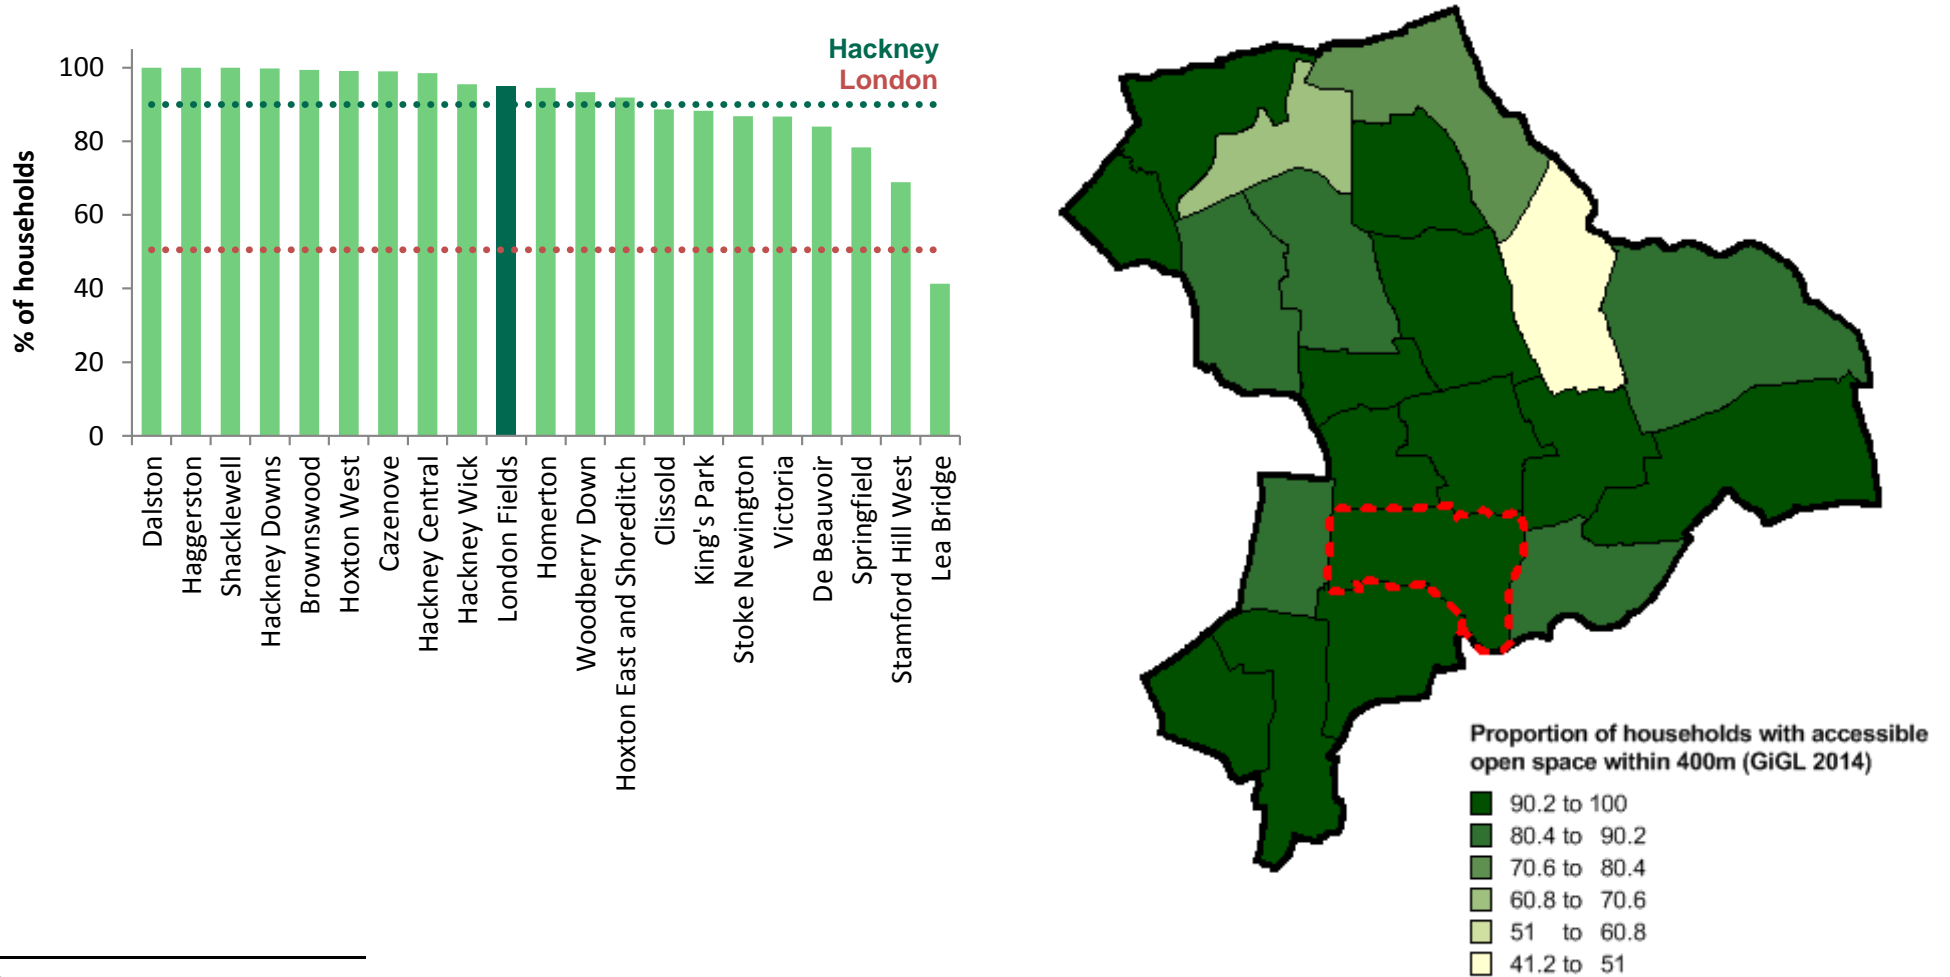 Hackney
London
% of households
100
80
60
40
20
0
Dalston
Haggerston
Shacklewell
Hackney Downs
Brownswood
Hoxton West
Cazenove
Hackney Central
Hackney Wick
London Fields
Homerton
Woodberry Down
Hoxton East and Shoreditch
Clissold
King's Park
Stoke Newington
Victoria
De Beauvoir
Springfield
Stamford Hill West
Lea Bridge
Proportion of households with accessible
open space within 400m (GiGL 2014)
90.2 to 100
80.4 to 90.2
70.6 to 80.4
60.8 to 70.6
51 to 60.8
41.2 to 51